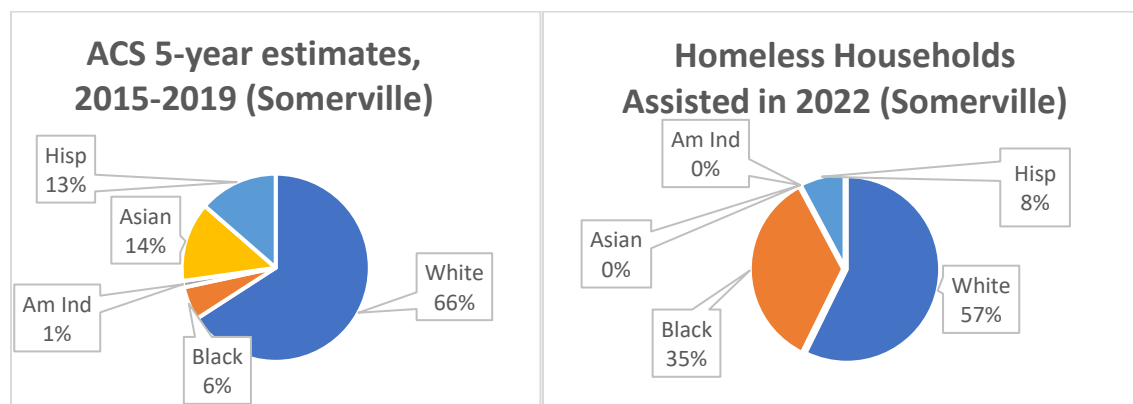 ACS 5-year estimates,
2015-2019 (Somerville)
Hisp
13%
Asian
14%
Am Ind
1%
Black
6%
White
66%
Homeless Households
Assisted in 2022 (Somerville)
Am Ind
0%
Hisp
8%
Asian
0%
Black
35%
White
57%